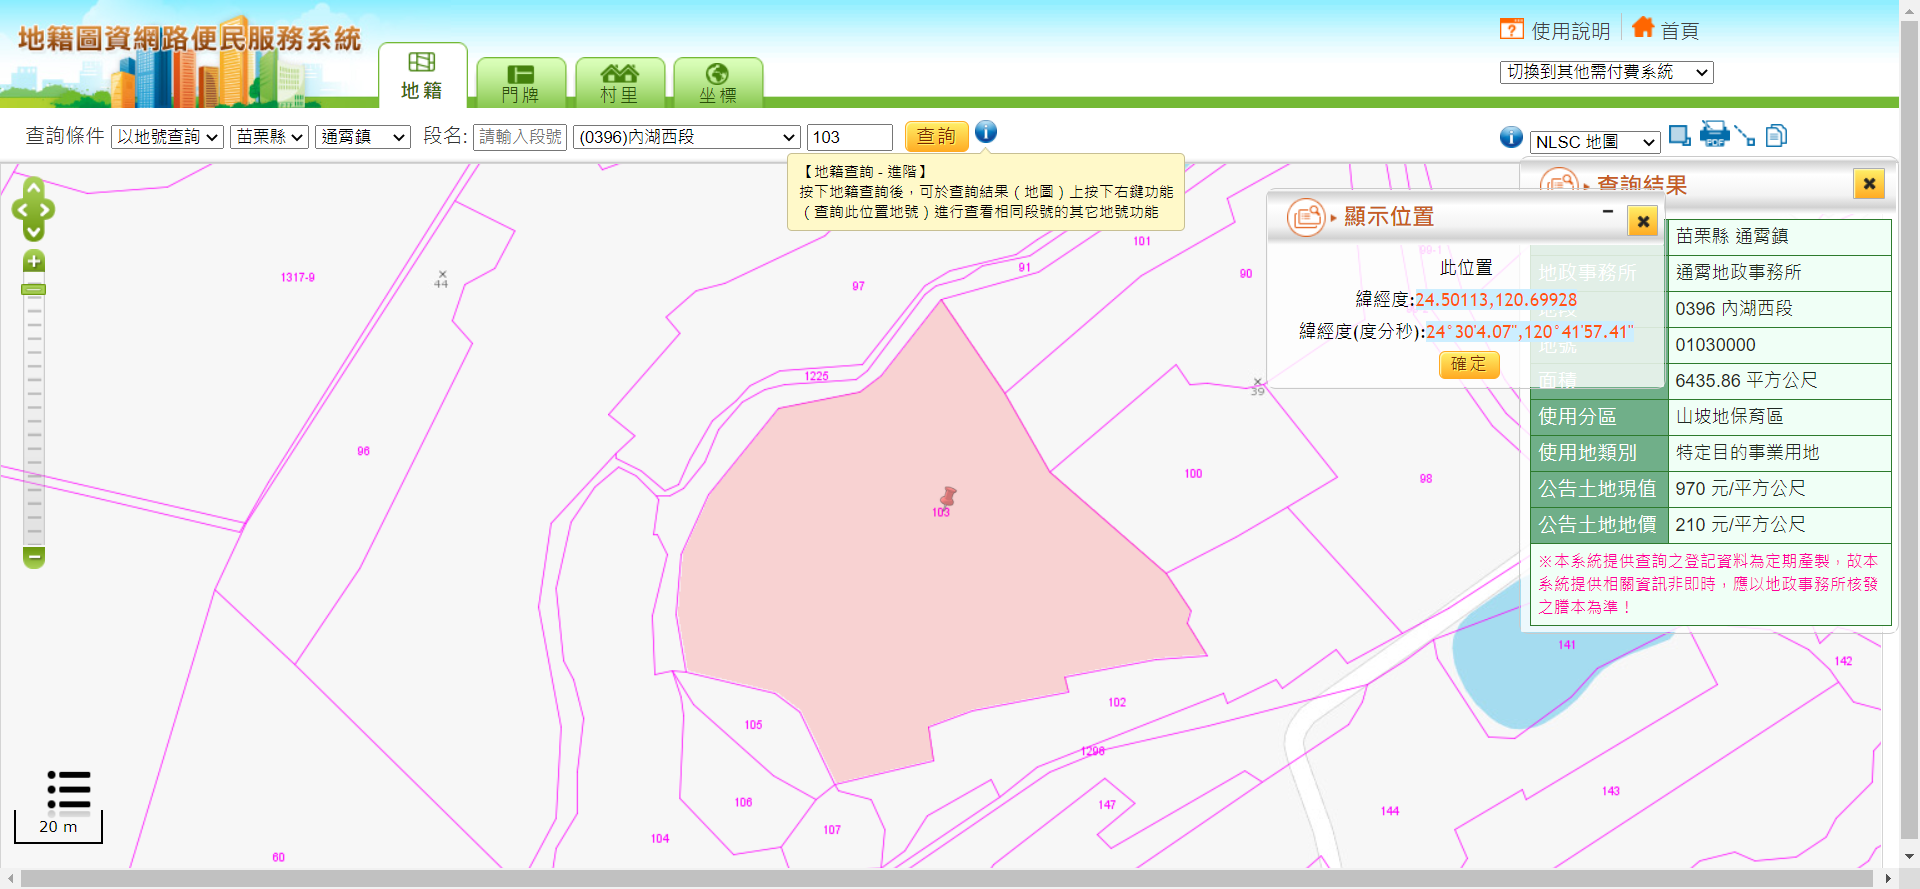 地籍圖資網路便民服務系統
地籍
門牌
村里
坐標
使用說明
首頁
切換到其他需付費系統
查詢條件 以地號查詢 苗栗縣 通霄鎮 段名: 請輸入段號 (0396)內湖西段 103 查詢
NLSC 地圖
【地籍查詢 - 進階】
按下地籍查詢後，可於查詢結果（地圖）上按下右鍵功能
（查詢此位置地號）進行查看相同段號的其它地號功能
查詢結果
顯示位置
此位置
緯經度:24.50113,120.69928
緯經度(度分秒):24°30'4.07",120°41'57.41"
確定
苗栗縣 通霄鎮
地政事務所 通霄地政事務所
地段 0396 內湖西段
地號 01030000
面積 6435.86 平方公尺
使用分區 山坡地保育區
使用地類別 特定目的事業用地
公告土地現值 970 元/平方公尺
公告土地地價 210 元/平方公尺
※本系統提供查詢之登記資料為定期產製，故本
系統提供相關資訊非即時，應以地政事務所核發
之謄本為準！
1317-9
44
97
91
101
90
99-1
1225
39
96
100
98
103
141
142
102
105
1298
106
147
143
144
107
104
60
20 m